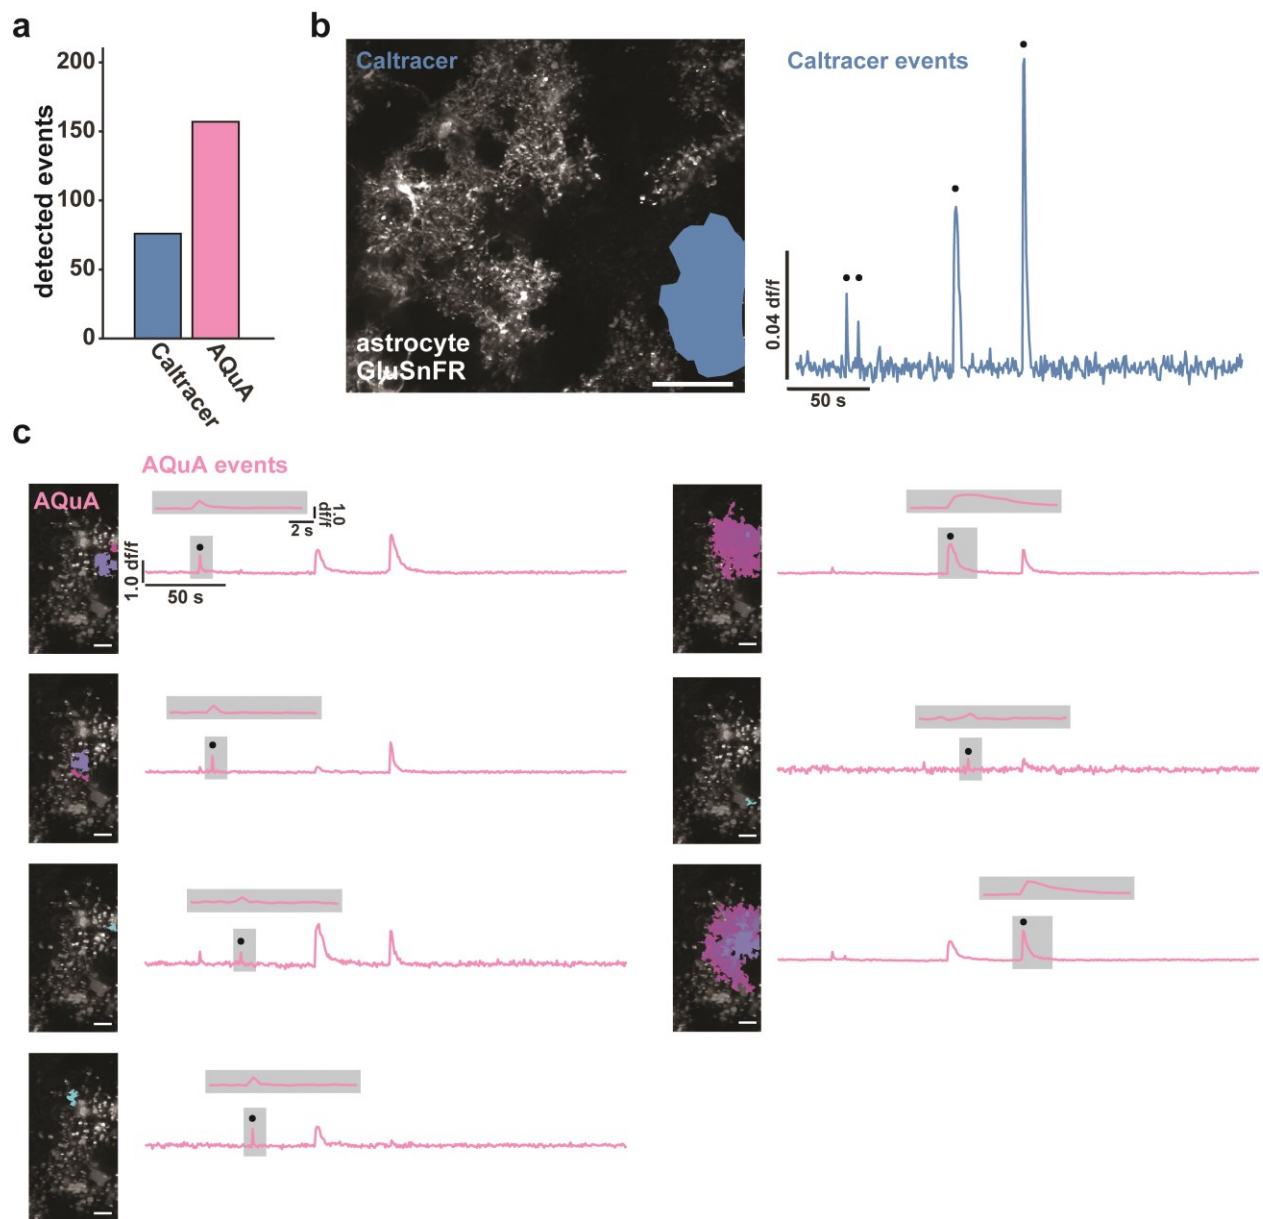 a
detected events
200
150
100
50
0
Caltracer
AQuA
b
Caltracer
astrocyte
GluSnFR
Caltracer events
0.04 df/f
50 s
c
AQuA events
AQuA
1.0
df/f
2 s
1.0 df/f
50 s